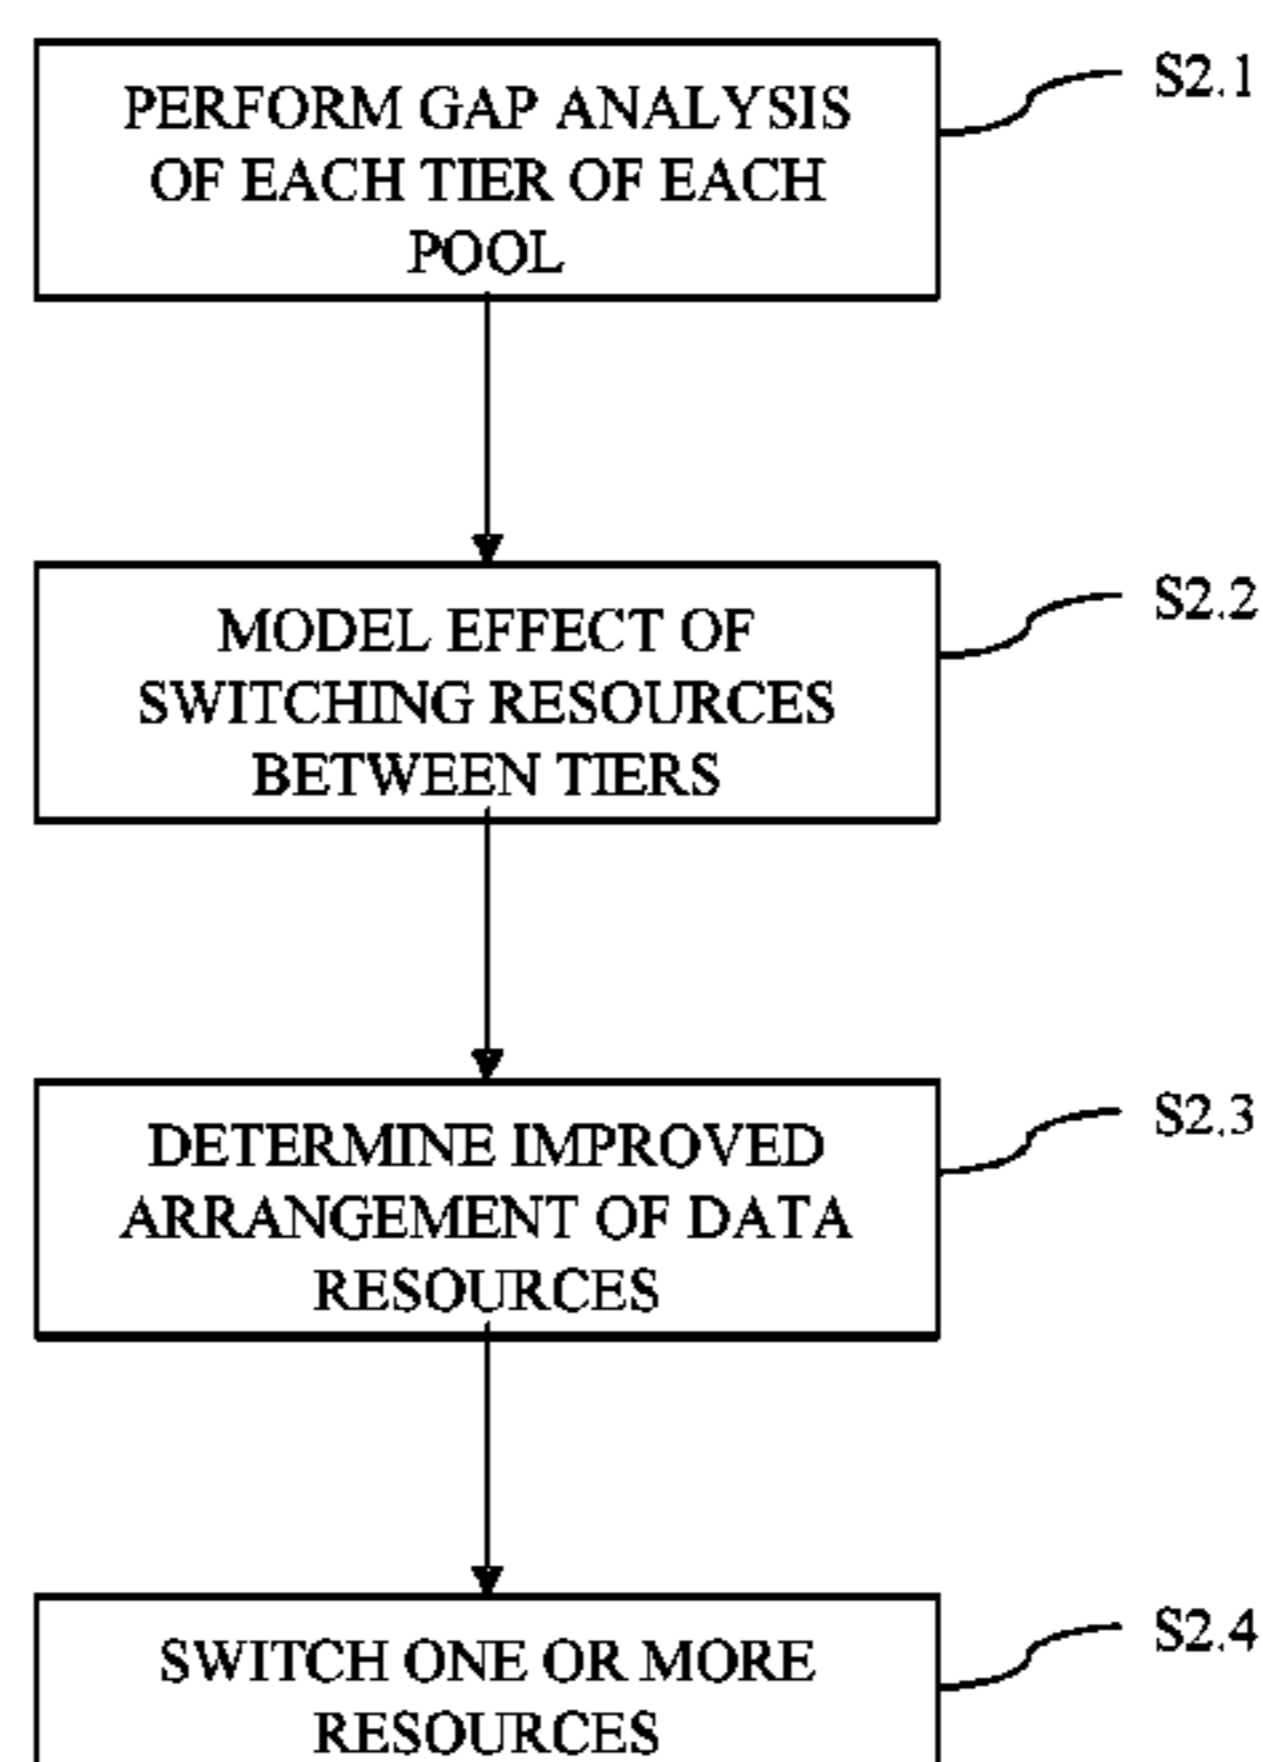 PERFORM GAP ANALYSIS
OF EACH TIER OF EACH
POOL
S2.1
MODEL EFFECT OF
SWITCHING RESOURCES
BETWEEN TIERS
S2.2
DETERMINE IMPROVED
ARRANGEMENT OF DATA
RESOURCES
S2.3
SWITCH ONE OR MORE
RESOURCES
S2.4